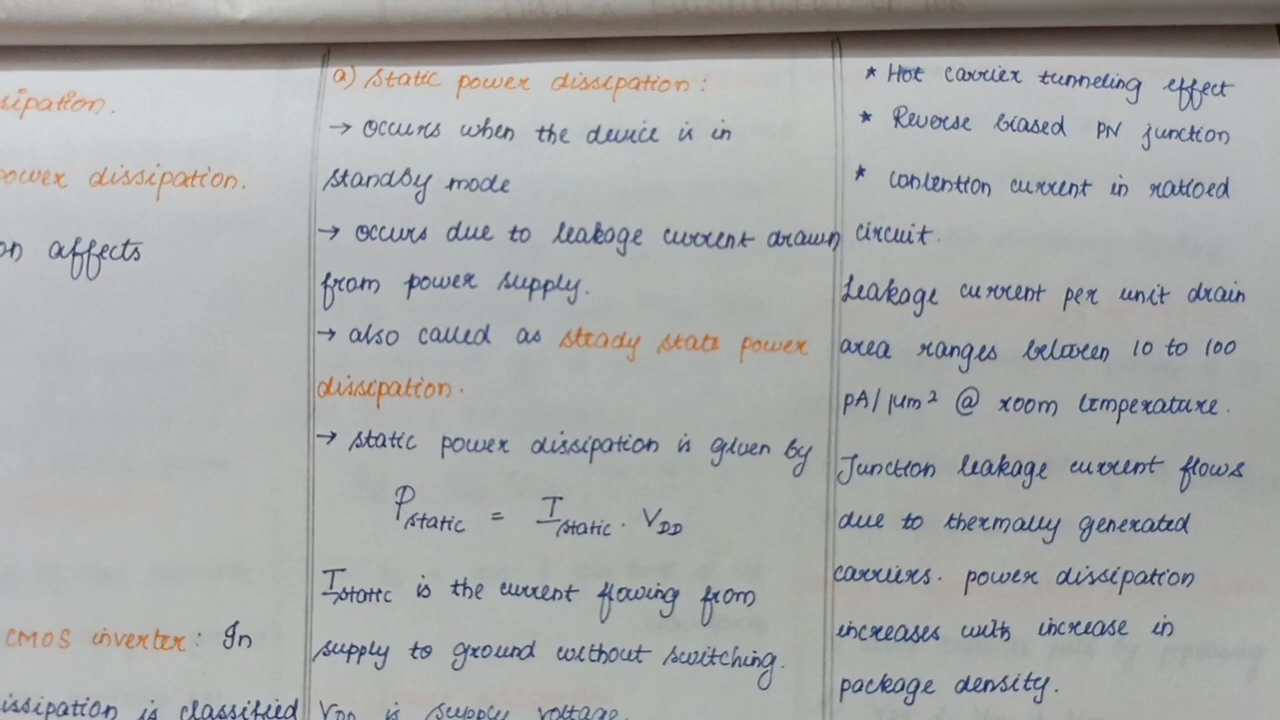 sipation.
power dissipation.
on affects
CMOS inverter: In
issipation is classified
a) static power dissipation:
→ occurs when the device is in
standby mode
→ occurs due to leakage current drawn
from power supply.
→ also called as steady state power
dissipation.
→ static power dissipation is given by
Pstatic = Istatic . VDD
Istatic is the current flowing from
supply to ground without switching.
VDD is supply voltage.
* Hot carrier tunneling effect
* Reverse biased PN junction
* contention current in ratioed
circuit.
Leakage current per unit drain
area ranges between 10 to 100
pA/μm² @ room temperature.
Junction leakage current flows
due to thermally generated
carriers. power dissipation
increases with increase in
package density.